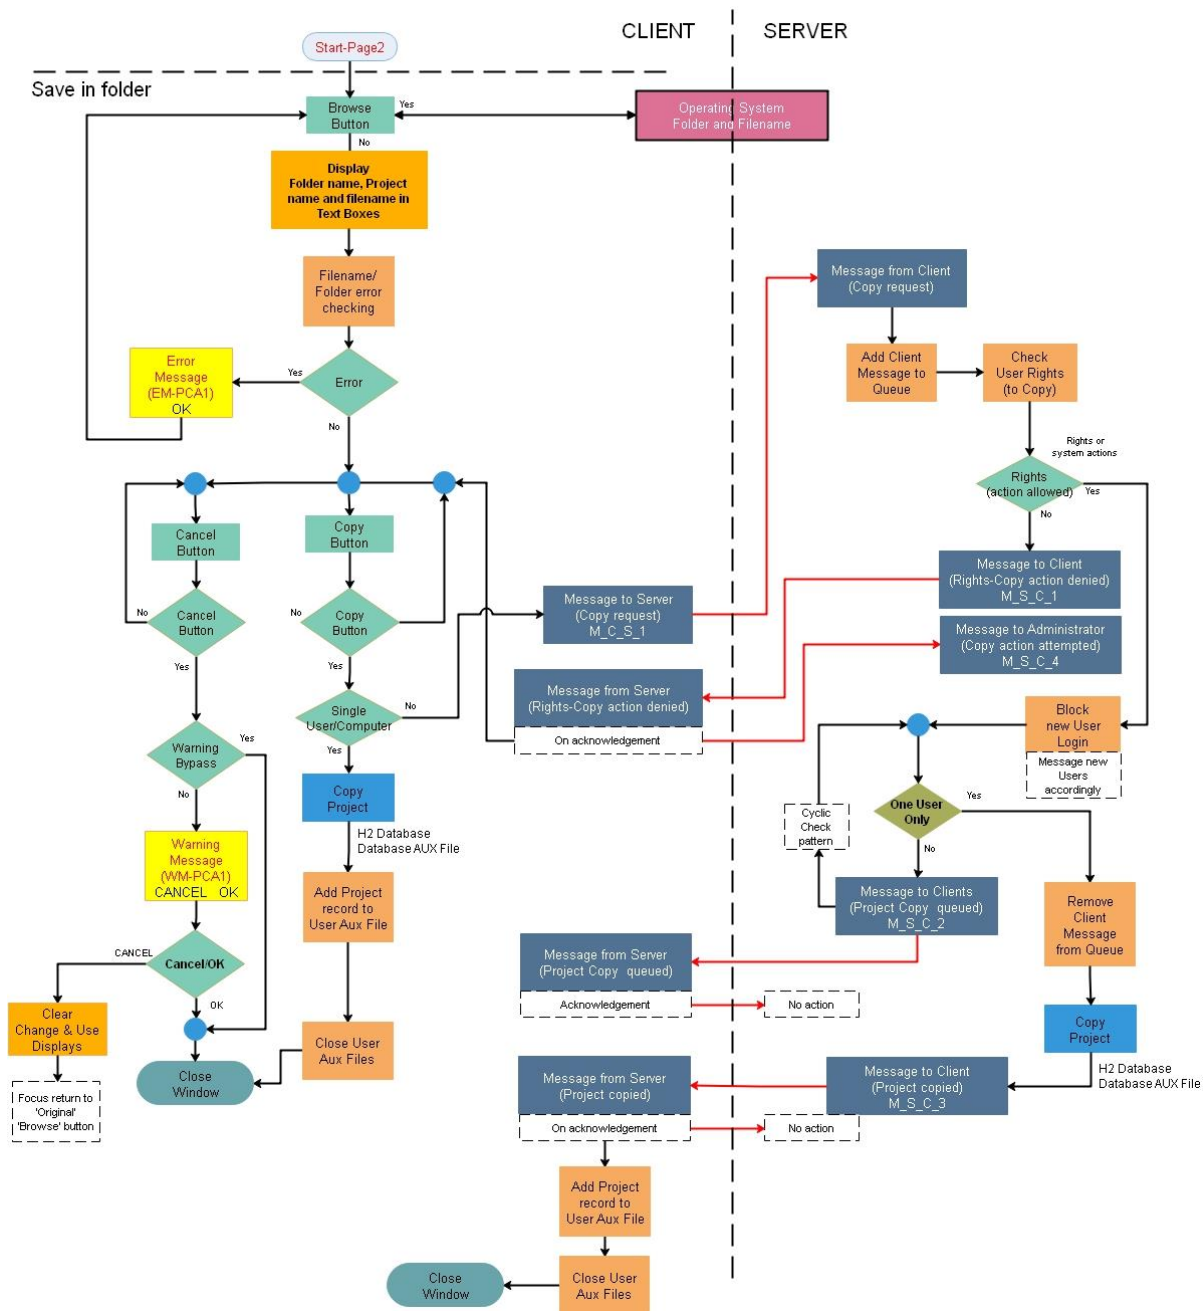 CLIENT
SERVER
Start-Page2
Save in folder
Browse
Button
Yes
No
Operating System
Folder and Filename
Display
Folder name, Project
name and filename in
Text Boxes
Filename/
Folder error
checking
Error
Yes
No
Error
Message
(EM-PCA1)
OK
Message from Client
(Copy request)
Add Client
Message to
Queue
Check
User Rights
(to Copy)
Rights or
system actions
Rights
(action allowed)
Yes
No
Cancel
Button
Copy
Button
Cancel
Button
No
Yes
Copy
Button
No
Yes
Message to Server
(Copy request)
M_C_S_1
Message to Client
(Rights-Copy action denied)
M_S_C_1
Message to Administrator
(Copy action attempted)
M_S_C_4
Message from Server
(Rights-Copy action denied)
On acknowledgement
Single
User/Computer
No
Yes
Block
new User
Login
Message new
Users
accordingly
Warning
Bypass
Yes
No
Copy
Project
H2 Database
Database AUX File
One User
Only
Yes
No
Cyclic
Check
pattern
Warning
Message
(WM-PCA1)
CANCEL OK
Add Project
record to
User Aux File
Message to Clients
(Project Copy queued)
M_S_C_2
Remove
Client
Message
from Queue
Cancel/OK
CANCEL
OK
Message from Server
(Project Copy queued)
Acknowledgement
No action
Clear
Change & Use
Displays
Focus return to
'Original'
'Browse' button
Close
Window
Close User
Aux Files
Copy
Project
H2 Database
Database AUX File
Message from Server
(Project copied)
On acknowledgement
No action
Message to Client
(Project copied)
M_S_C_3
Add Project
record to
User Aux File
Close User
Aux Files
Close
Window